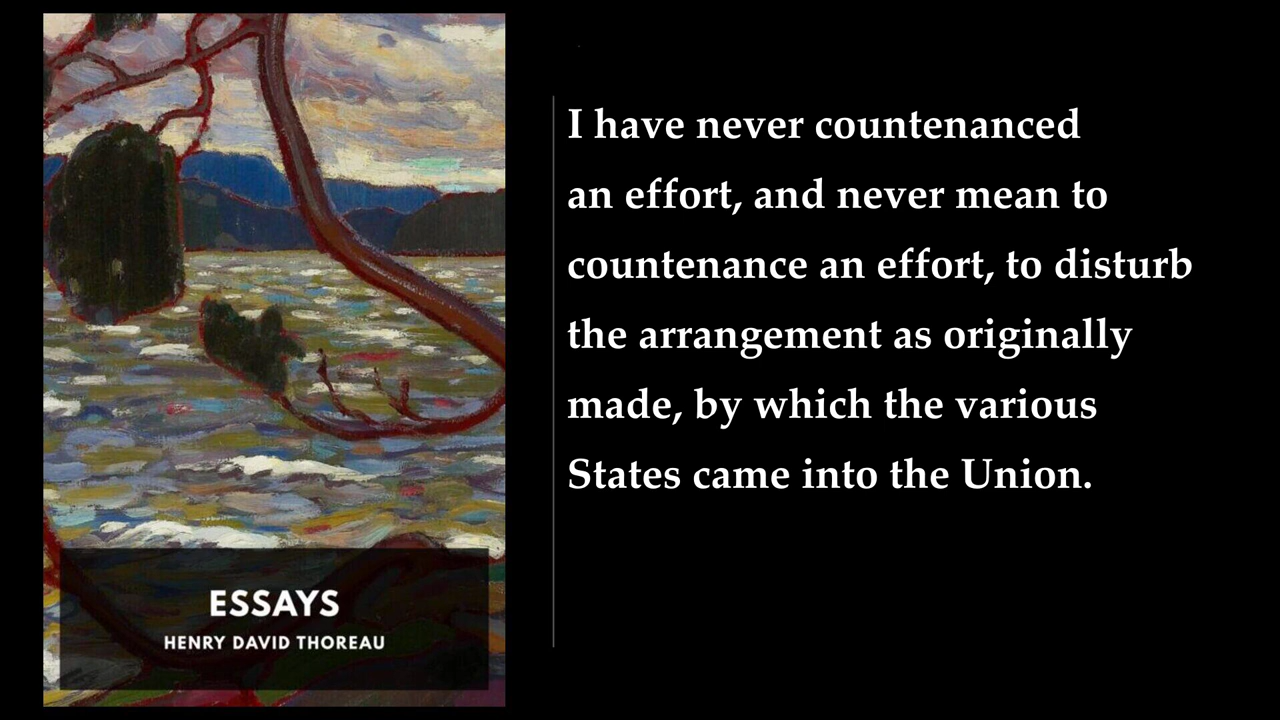 ESSAYS
HENRY DAVID THOREAU
I have never countenanced
an effort, and never mean to
countenance an effort, to disturb
the arrangement as originally
made, by which the various
States came into the Union.